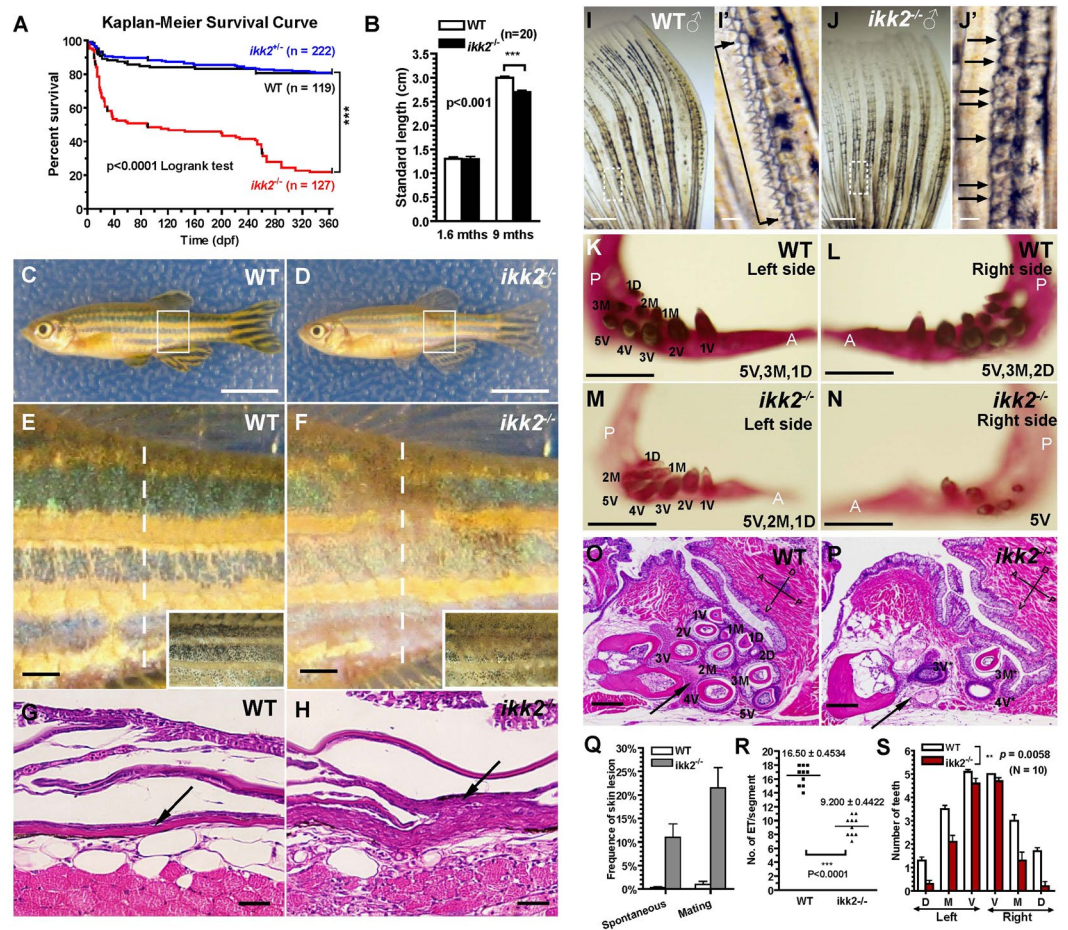 A
Kaplan-Meier Survival Curve
Percent survival
100
80
60
40
20
0
ikk2+/- (n = 222)
WT (n = 119)
***
p<0.0001 Logrank test
ikk2-/- (n = 127)
0 40 80 120 160 200 240 280 320 360
Time (dpf)
B
WT
ikk2-/- (n=20)
***
p<0.001
Standard length (cm)
3.5
3.0
2.5
2.0
1.5
1.0
0.5
0.0
1.6 mths 9 mths
C WT
D ikk2-/-
E WT
F ikk2-/-
G WT
H ikk2-/-
I WT♂
I'
J ikk2-/-♂
J'
K WT
Left side
P
1D
3M 2M
1M
5V
4V
3V
2V
1V
A
5V,3M,1D
L WT
Right side
P
A
5V,3M,2D
M ikk2-/-
Left side
P
1D
1M
2M
5V
4V 3V 2V 1V
A
5V,2M,1D
N ikk2-/-
Right side
P
A
5V
O WT
A D
V P
1V
2V 1M
1D
2D
3V
2M
3M
4V
5V
P ikk2-/-
A D
V P
3V*
3M*
4V*
Q
Frequence of skin lesion
30%
25%
20%
15%
10%
5%
0%
WT
ikk2-/-
Spontaneous Mating
R
No. of ET/segment
20
18
16
14
12
10
8
6
4
2
0
16.50 ± 0.4534
9.200 ± 0.4422
***
P<0.0001
WT ikk2-/-
S
Number of teeth
6
5
4
3
2
1
0
WT
ikk2-/-
** p = 0.0058
(N = 10)
D M V V M D
Left Right